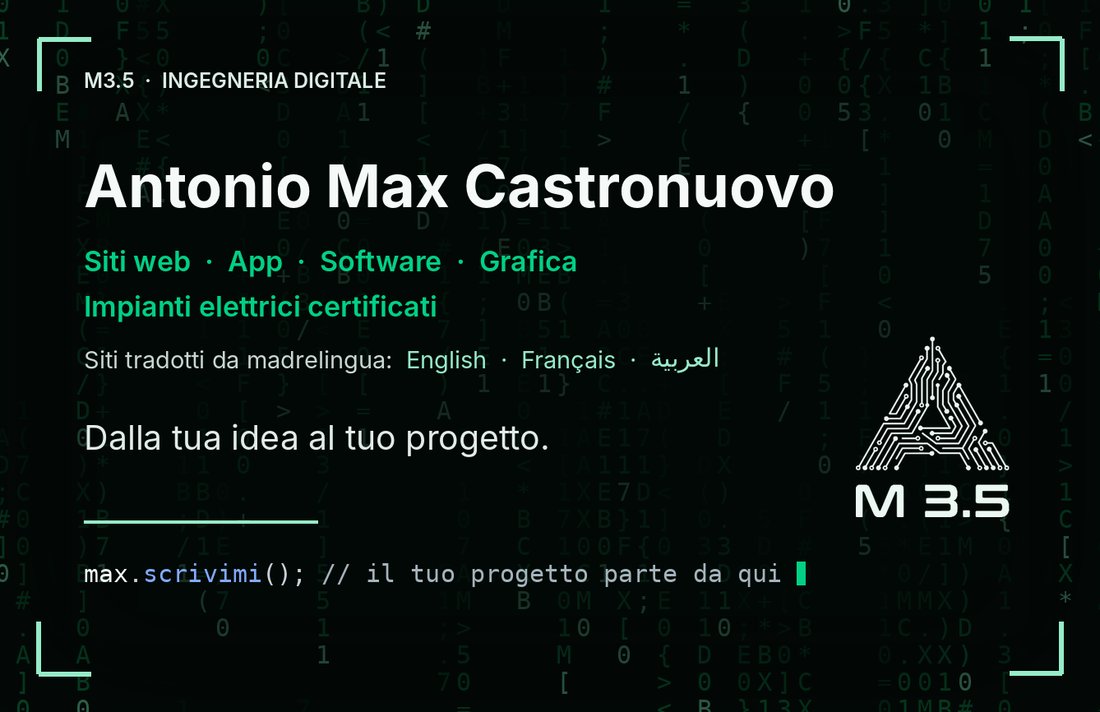 M3.5 · INGEGNERIA DIGITALE
Antonio Max Castronuovo
Siti web · App · Software · Grafica
Impianti elettrici certificati
Siti tradotti da madrelingua: English · Français · العربية
Dalla tua idea al tuo progetto.
M 3.5
max.scrivimi(); // il tuo progetto parte da qui